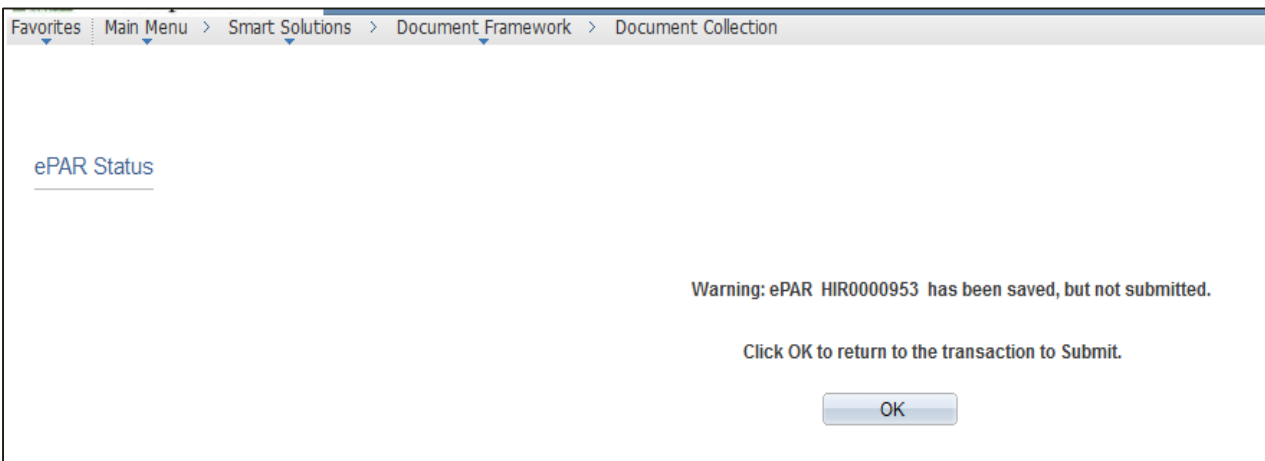 Favorites Main Menu > Smart Solutions > Document Framework > Document Collection
ePAR Status
Warning: ePAR HIR0000953 has been saved, but not submitted.
Click OK to return to the transaction to Submit.
OK